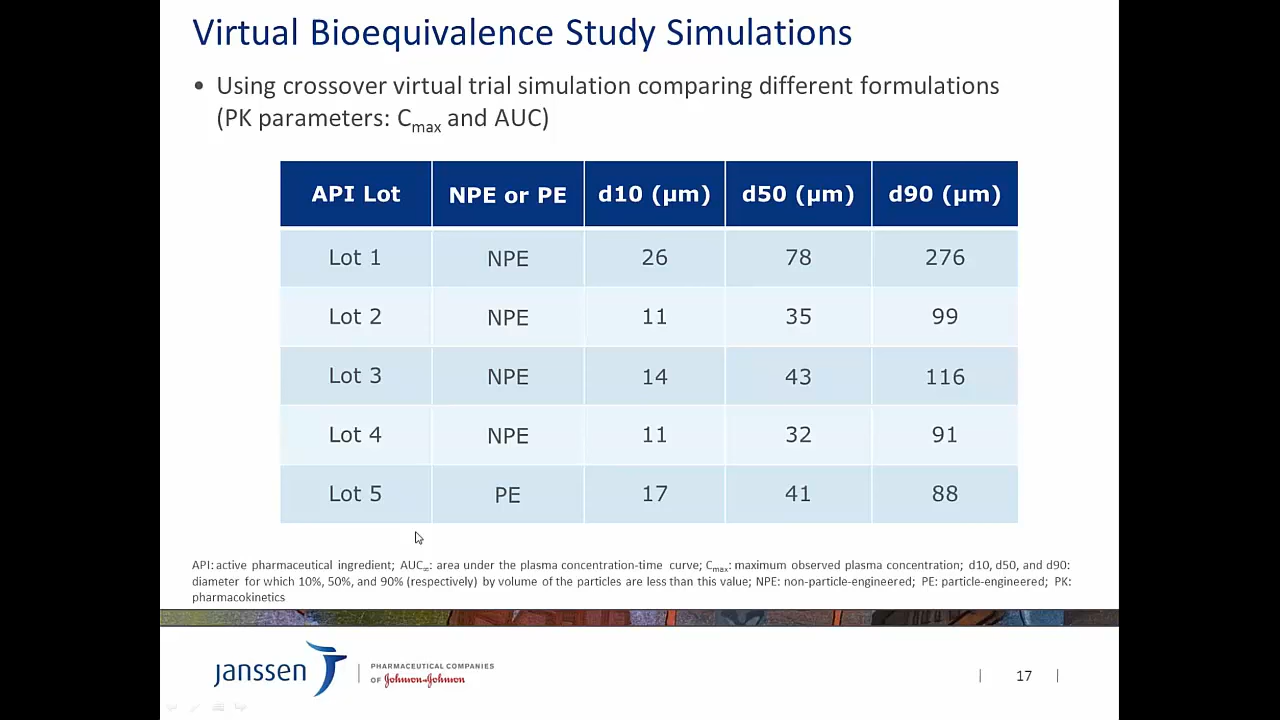 Virtual Bioequivalence Study Simulations
• Using crossover virtual trial simulation comparing different formulations
(PK parameters: Cmax and AUC)
API Lot NPE or PE d10 (µm) d50 (µm) d90 (µm)
Lot 1 NPE 26 78 276
Lot 2 NPE 11 35 99
Lot 3 NPE 14 43 116
Lot 4 NPE 11 32 91
Lot 5 PE 17 41 88
API: active pharmaceutical ingredient; AUC∞: area under the plasma concentration-time curve; Cmax: maximum observed plasma concentration; d10, d50, and d90:
diameter for which 10%, 50%, and 90% (respectively) by volume of the particles are less than this value; NPE: non-particle-engineered; PE: particle-engineered; PK:
pharmacokinetics
janssen | PHARMACEUTICAL COMPANIES
OF Johnson & Johnson
| 17 |